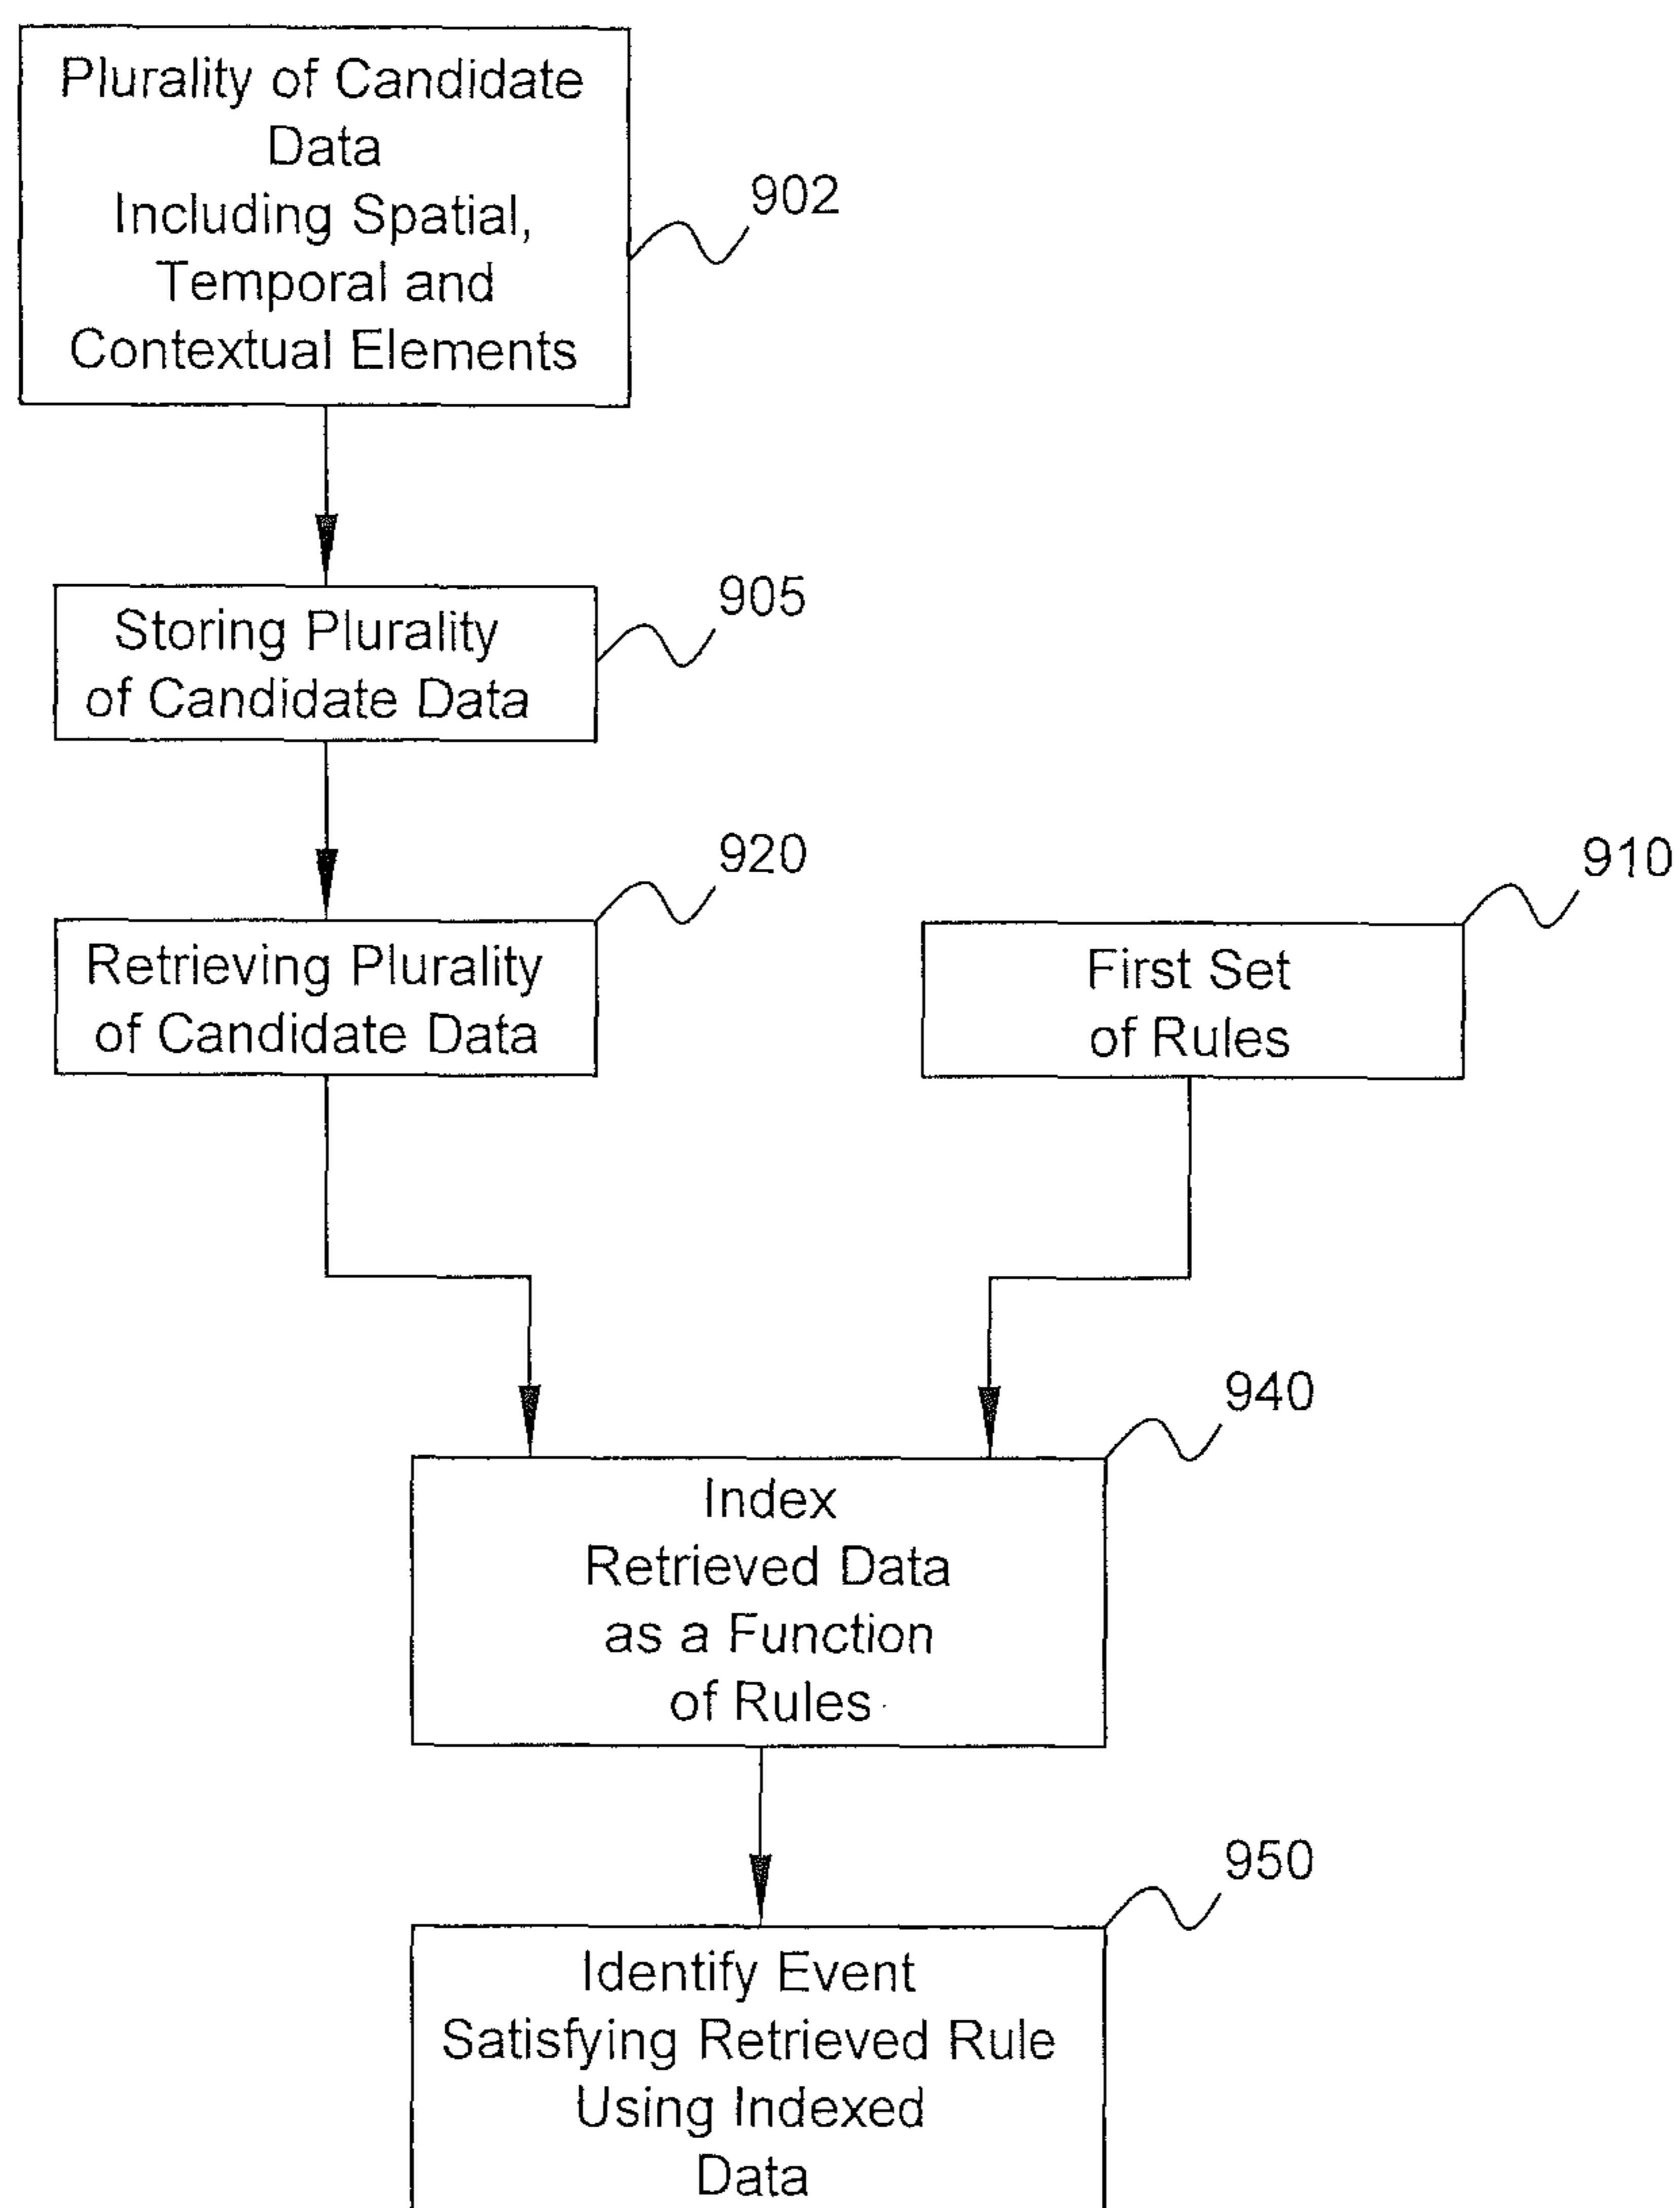 Plurality of Candidate
Data
Including Spatial,
Temporal and
Contextual Elements
902
Storing Plurality
of Candidate Data
905
Retrieving Plurality
of Candidate Data
920
First Set
of Rules
910
Index
Retrieved Data
as a Function
of Rules
940
Identify Event
Satisfying Retrieved Rule
Using Indexed
Data
950